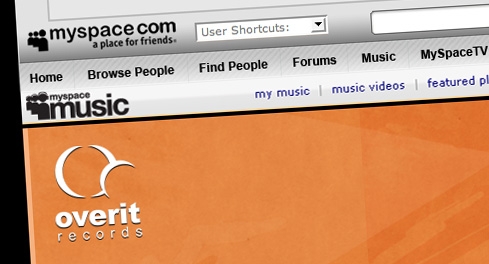 myspace.com
a place for friends®
User Shortcuts:
Home Browse People Find People Forums Music MySpaceTV
myspace
music
my music | music videos | featured
overit
records